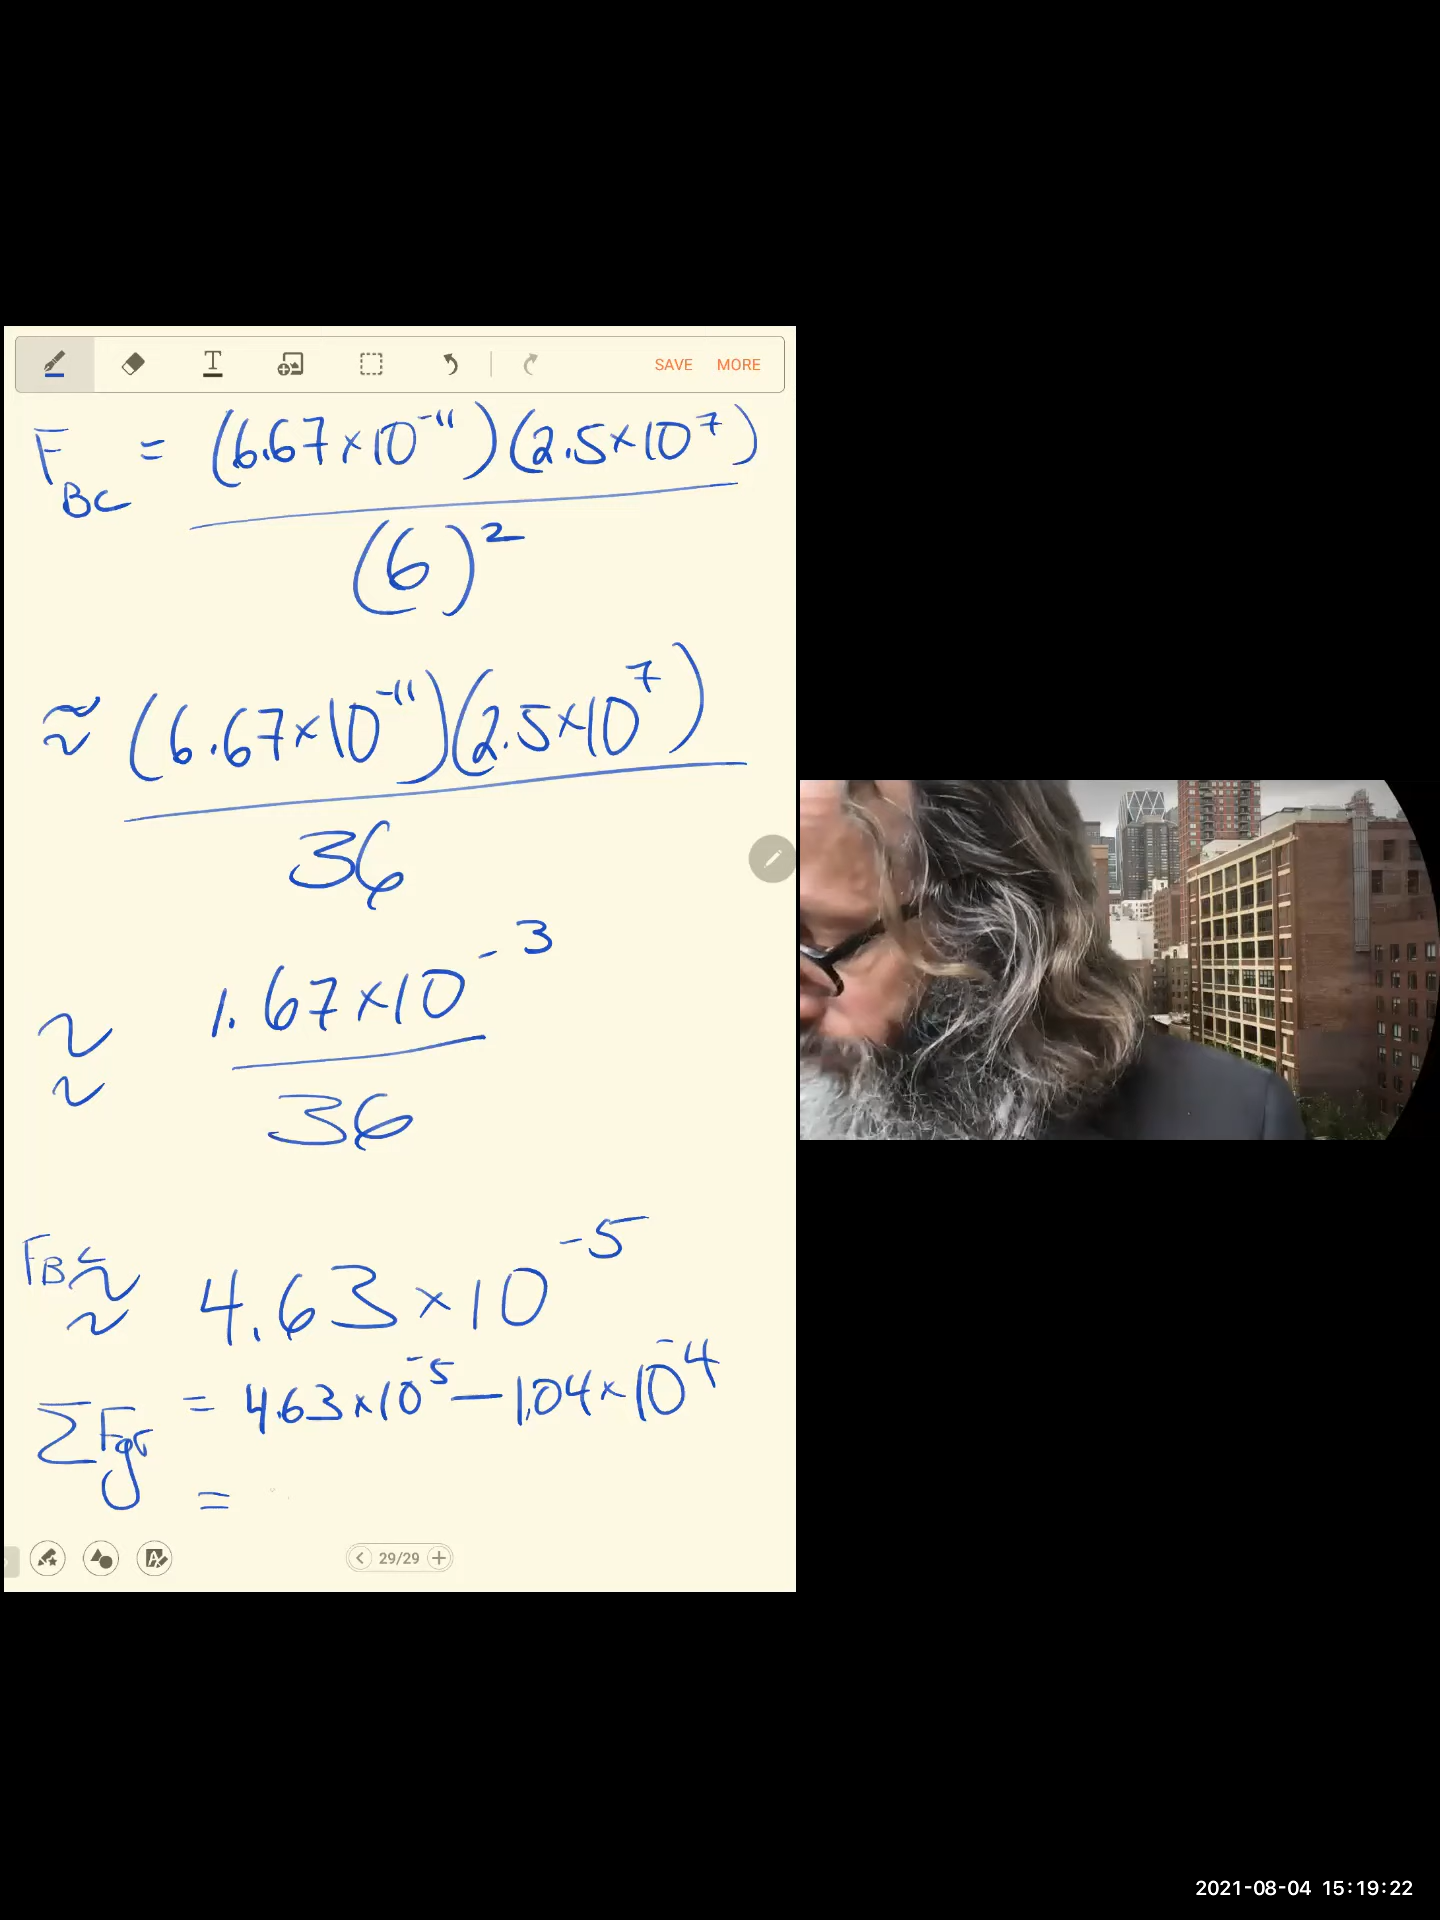 SAVE MORE
F_BC = (6.67×10^-11)(2.5×10^7)
(6)^2
≈ (6.67×10^-11)(2.5×10^7)
36
≈ 1.67×10^-3
36
F_BC ≈ 4.63×10^-5
ΣFgr = 4.63×10^-5 − 1.04×10^-4
=
29/29
2021-08-04 15:19:22